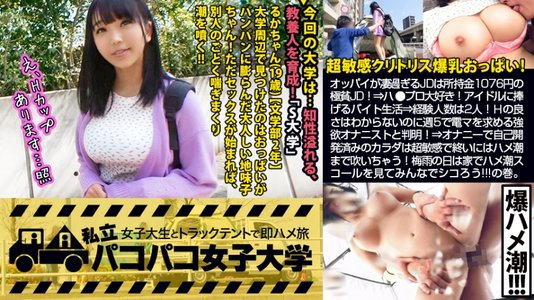 今回の大学は…知性溢れる、
教養人を育成!!「S大学」
るかちゃん(19歳)【文学部2年】
大学周辺で見つけたのはおっぱいが
パンパンに膨らんだ大人しい地味子
ちゃん!ただセックスが始まれば、
別人のごとく喘ぎまくり
潮を噴く!!
え、Hカップ
あります…照
超敏感クリトリス爆乳おっぱい!
オッパイが凄過ぎるJDは所持金1076円の
極貧JD!⇒ハ●プロ大好き!アイドルに捧
げるバイト生活⇒経験人数は2人!Hの良
さはわからないのに週5で電マを求める強
欲オナニストと判明!⇒オナニーで自己開
発済みのカラダは超敏感で終いにはハメ潮
まで吹いちゃう!梅雨の日は家でハメ潮ス
コールを見てみんなでシコろう!!!の巻。
爆ハメ潮!!!
女子大生とトラックテントで即ハメ旅
私立
パコパコ女子大学